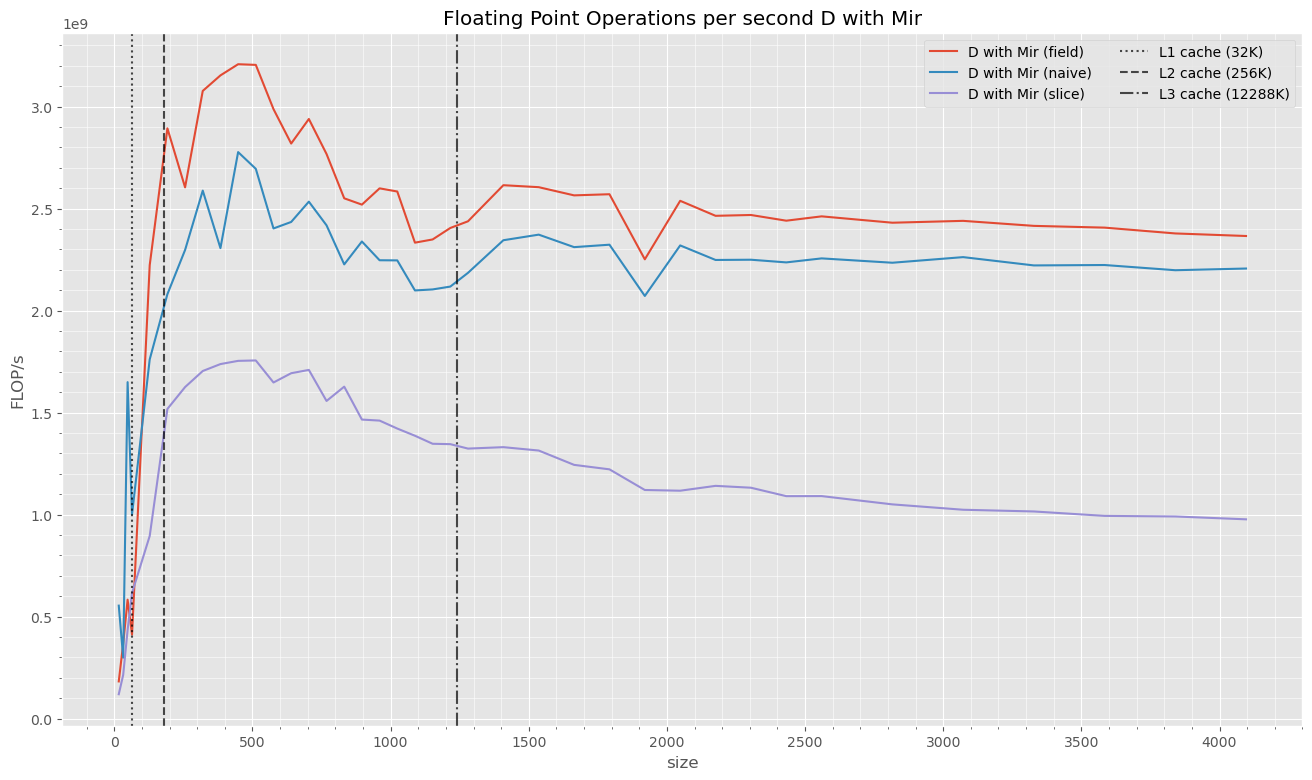 Floating Point Operations per second D with Mir
1e9
D with Mir (field)
D with Mir (naive)
D with Mir (slice)
L1 cache (32K)
L2 cache (256K)
L3 cache (12288K)
3.0
2.5
2.0
1.5
1.0
0.5
0.0
FLOP/s
0 500 1000 1500 2000 2500 3000 3500 4000
size